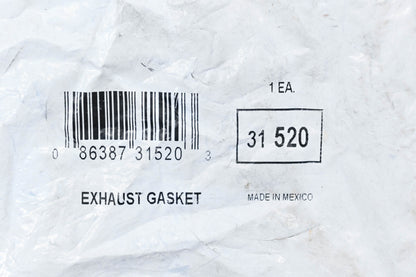 1 EA.
31 520
0 86387 31520 3
EXHAUST GASKET
MADE IN MEXICO